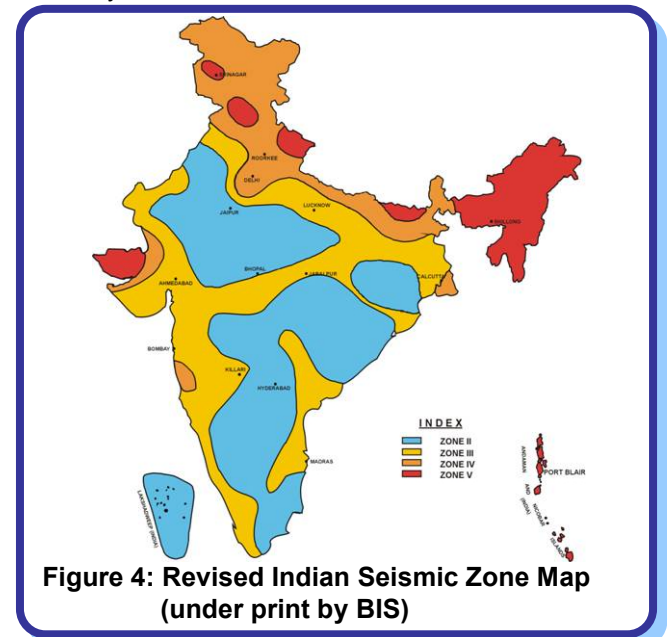 SRINAGAR
ROORKEE
DELHI
LUCKNOW
JAIPUR
SHILLONG
BHOPAL
JABALPUR
CALCUTTA
AHMEDABAD
BOMBAY
KILLARI
HYDERABAD
INDEX
ZONE II
ZONE III
ZONE IV
ZONE V
MADRAS
PORT BLAIR
ANDAMAN
AND
NICOBAR
ISLANDS
(INDIA)
LAKSHADWEEP (INDIA)
Figure 4: Revised Indian Seismic Zone Map
(under print by BIS)